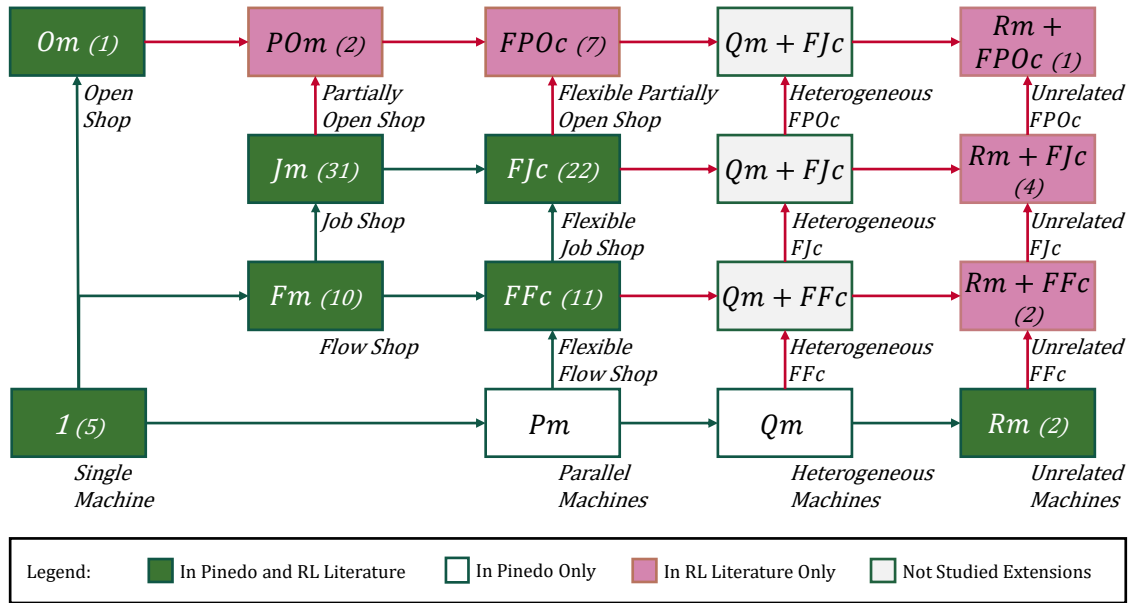 Om (1)
POm (2)
FPOc (7)
Qm + FJc
Rm +
FPOc (1)
Open
Shop
Partially
Open Shop
Flexible Partially
Open Shop
Heterogeneous
FPOc
Unrelated
FPOc
Jm (31)
FJc (22)
Qm + FJc
Rm + FJc
(4)
Job Shop
Flexible
Job Shop
Heterogeneous
FJc
Unrelated
FJc
Fm (10)
FFc (11)
Qm + FFc
Rm + FFc
(2)
Flow Shop
Flexible
Flow Shop
Heterogeneous
FFc
Unrelated
FFc
1 (5)
Pm
Qm
Rm (2)
Single
Machine
Parallel
Machines
Heterogeneous
Machines
Unrelated
Machines
Legend:
In Pinedo and RL Literature
In Pinedo Only
In RL Literature Only
Not Studied Extensions